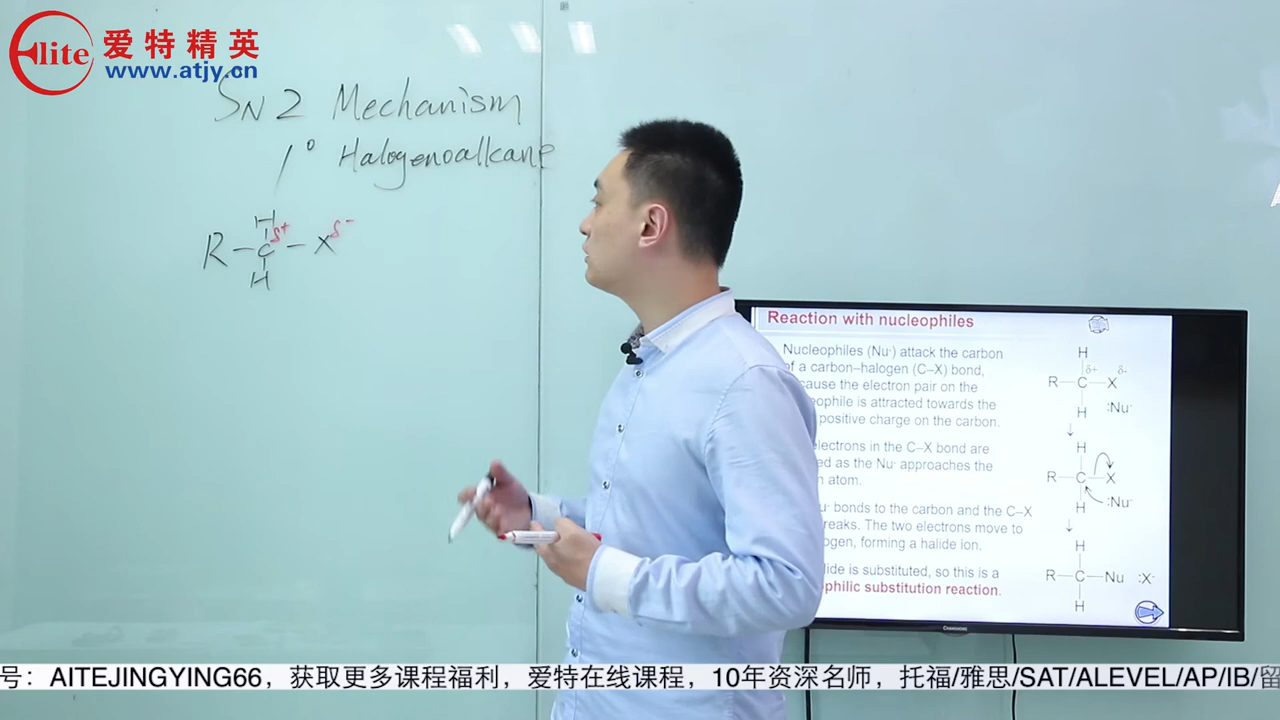 Elite 爱特精英
www.atjy.cn
SN2 Mechanism
1° Halogenoalkane
H
R-C δ+-X δ-
H
Reaction with nucleophiles
Nucleophiles (Nu-) attack the carbon
of a carbon–halogen (C–X) bond,
cause the electron pair on the
eophile is attracted towards the
positive charge on the carbon.
electrons in the C–X bond are
ed as the Nu- approaches the
atom.
bonds to the carbon and the C–X
reaks. The two electrons move to
ogen, forming a halide ion.
lide is substituted, so this is a
philic substitution reaction.
H
δ+ δ-
R–C–X
H :Nu-
↓
H
R–C–X
H :Nu-
↓
H
R–C–Nu :X-
H
CHANGHONG
号：AITEJINGYING66，获取更多课程福利，爱特在线课程，10年资深名师，托福/雅思/SAT/ALEVEL/AP/IB/留